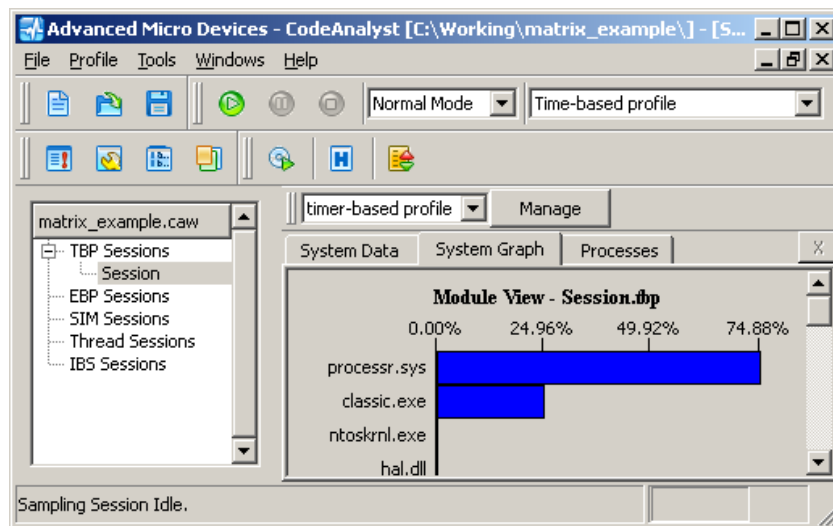 Advanced Micro Devices - CodeAnalyst [C:\Working\matrix_example\] - [S...
File Profile Tools Windows Help
Normal Mode Time-based profile
H
matrix_example.caw
TBP Sessions
Session
EBP Sessions
SIM Sessions
Thread Sessions
IBS Sessions
timer-based profile Manage
System Data System Graph Processes X
Module View - Session.tbp
0.00% 24.96% 49.92% 74.88%
processr.sys
classic.exe
ntoskrnl.exe
hal.dll
Sampling Session Idle.